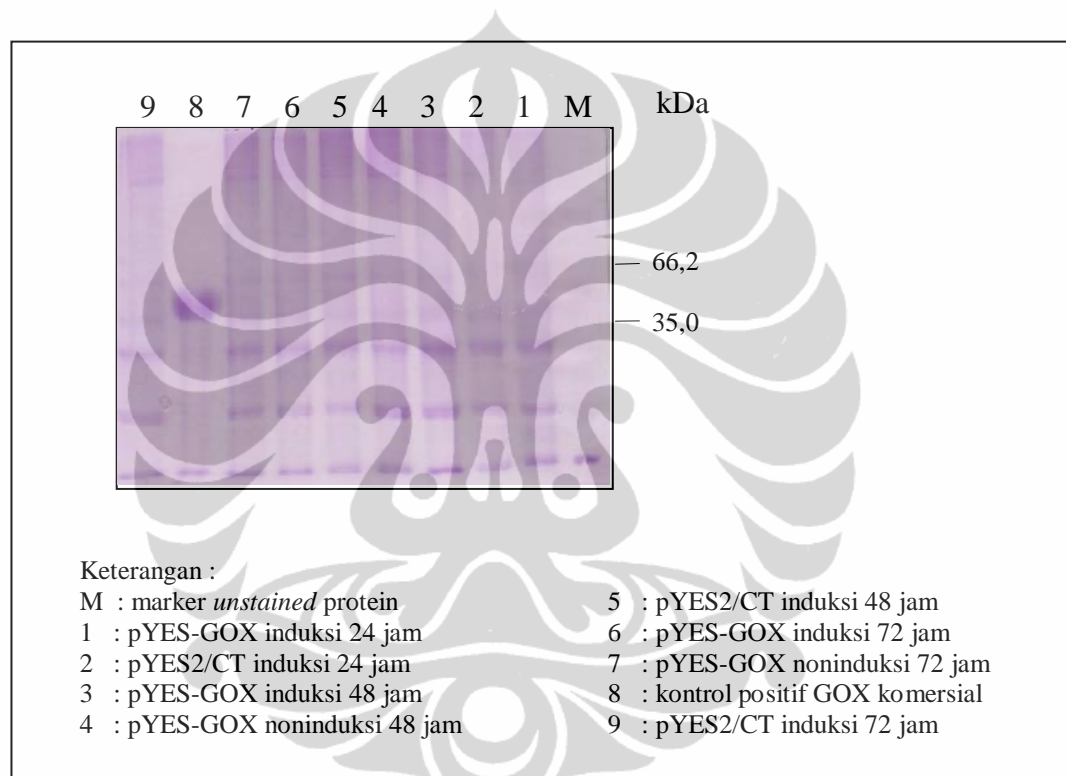 9 8 7 6 5 4 3 2 1 M kDa
66,2
35,0
Keterangan :
M : marker unstained protein
1 : pYES-GOX induksi 24 jam
2 : pYES2/CT induksi 24 jam
3 : pYES-GOX induksi 48 jam
4 : pYES-GOX noninduksi 48 jam
5 : pYES2/CT induksi 48 jam
6 : pYES-GOX induksi 72 jam
7 : pYES-GOX noninduksi 72 jam
8 : kontrol positif GOX komersial
9 : pYES2/CT induksi 72 jam